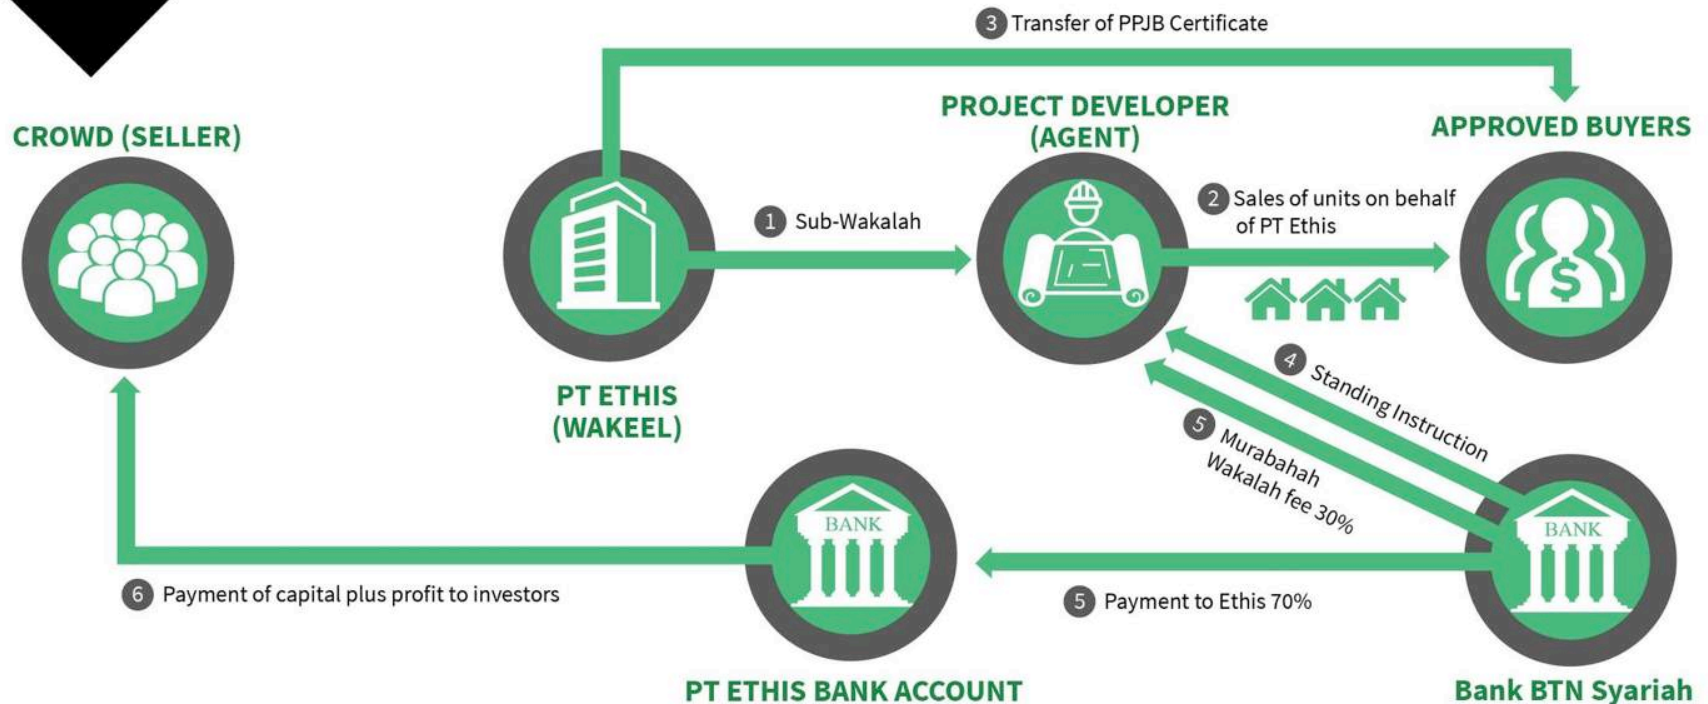 3 Transfer of PPJB Certificate
CROWD (SELLER)
PROJECT DEVELOPER
(AGENT)
APPROVED BUYERS
1 Sub-Wakalah
2 Sales of units on behalf
of PT Ethis
$
PT ETHIS
(WAKEEL)
4 Standing Instruction
5 Murabahah
Wakalah fee 30%
BANK
BANK
6 Payment of capital plus profit to investors
5 Payment to Ethis 70%
PT ETHIS BANK ACCOUNT
Bank BTN Syariah